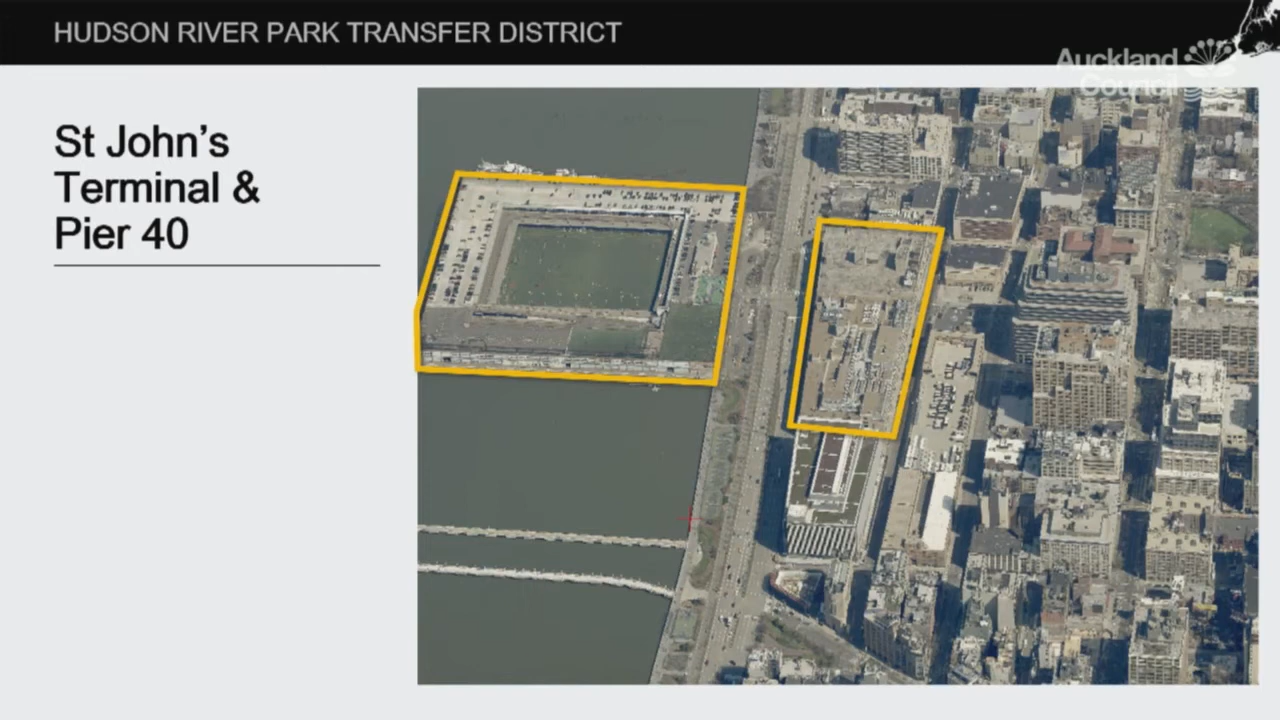 HUDSON RIVER PARK TRANSFER DISTRICT
Auckland
Council
St John’s
Terminal &
Pier 40